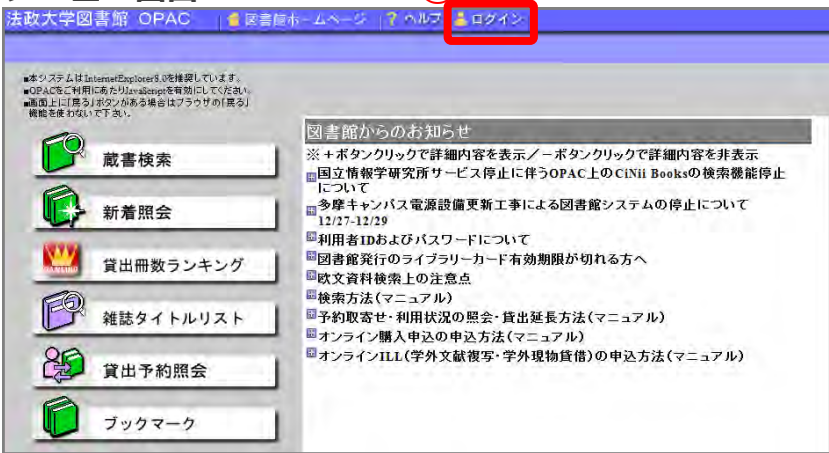 法政大学図書館 OPAC
図書館ホームページ
? ヘルプ
ログイン
■本システムはInternetExplorer8.0を推奨しています。
■OPACをご利用にあたりJavaScriptを有効にしてください。
■画面上に「戻る」ボタンがある場合はブラウザの「戻る」
機能を使わないで下さい。
蔵書検索
新着照会
貸出冊数ランキング
雑誌タイトルリスト
貸出予約照会
ブックマーク
図書館からのお知らせ
※+ボタンクリックで詳細内容を表示/-ボタンクリックで詳細内容を非表示
国立情報学研究所サービス停止に伴うOPAC上のCiNii Booksの検索機能停止
について
多摩キャンパス電源設備更新工事による図書館システムの停止について
12/27-12/29
利用者IDおよびパスワードについて
図書館発行のライブラリーカード有効期限が切れる方へ
欧文資料検索上の注意点
検索方法(マニュアル)
予約取寄せ・利用状況の照会・貸出延長方法(マニュアル)
オンライン購入申込の申込方法(マニュアル)
オンラインILL(学外文献複写・学外現物貸借)の申込方法(マニュアル)